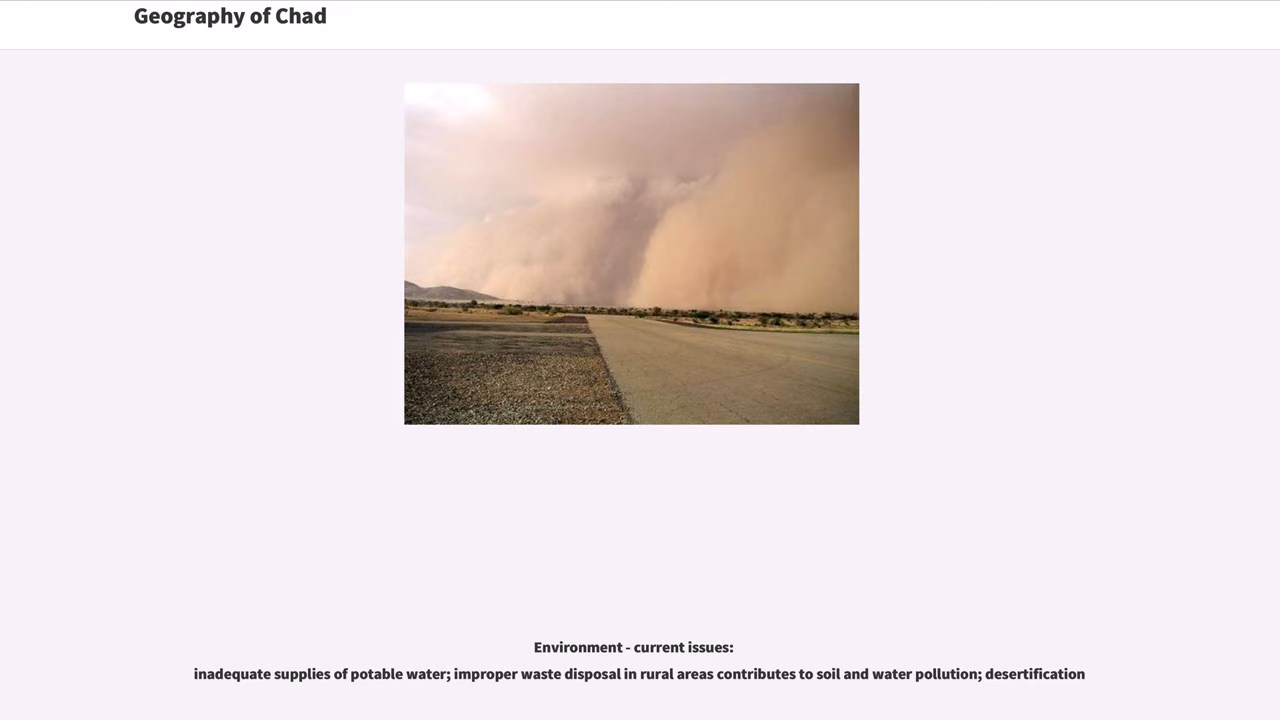 Geography of Chad
Environment - current issues:
inadequate supplies of potable water; improper waste disposal in rural areas contributes to soil and water pollution; desertification